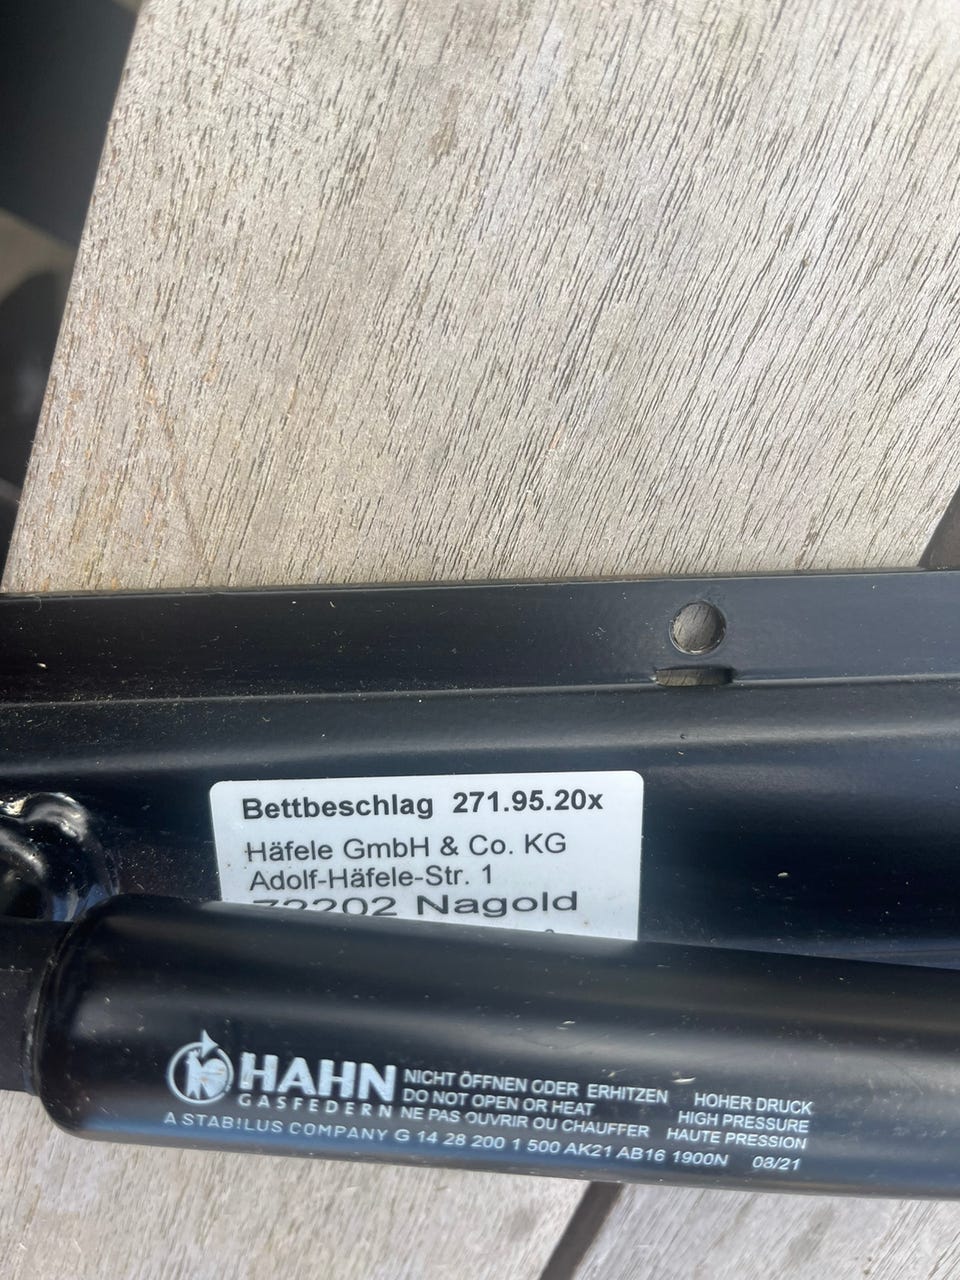 Bettbeschlag 271.95.20x
Häfele GmbH & Co. KG
Adolf-Häfele-Str. 1
72202 Nagold
HAHN
GASFEDERN
A STABILUS COMPANY G 14 28 200 1 500 AK21 AB16 1900N 08/21
NICHT ÖFFNEN ODER ERHITZEN HOHER DRUCK
DO NOT OPEN OR HEAT HIGH PRESSURE
NE PAS OUVRIR OU CHAUFFER HAUTE PRESSION